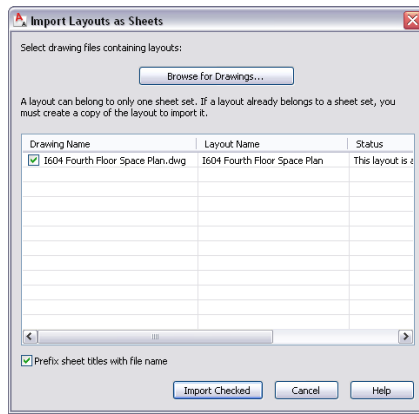 Import Layouts as Sheets
Select drawing files containing layouts:
Browse for Drawings...
A layout can belong to only one sheet set. If a layout already belongs to a sheet set, you
must create a copy of the layout to import it.
Drawing Name Layout Name Status
I604 Fourth Floor Space Plan.dwg I604 Fourth Floor Space Plan This layout is a
Prefix sheet titles with file name
Import Checked Cancel Help